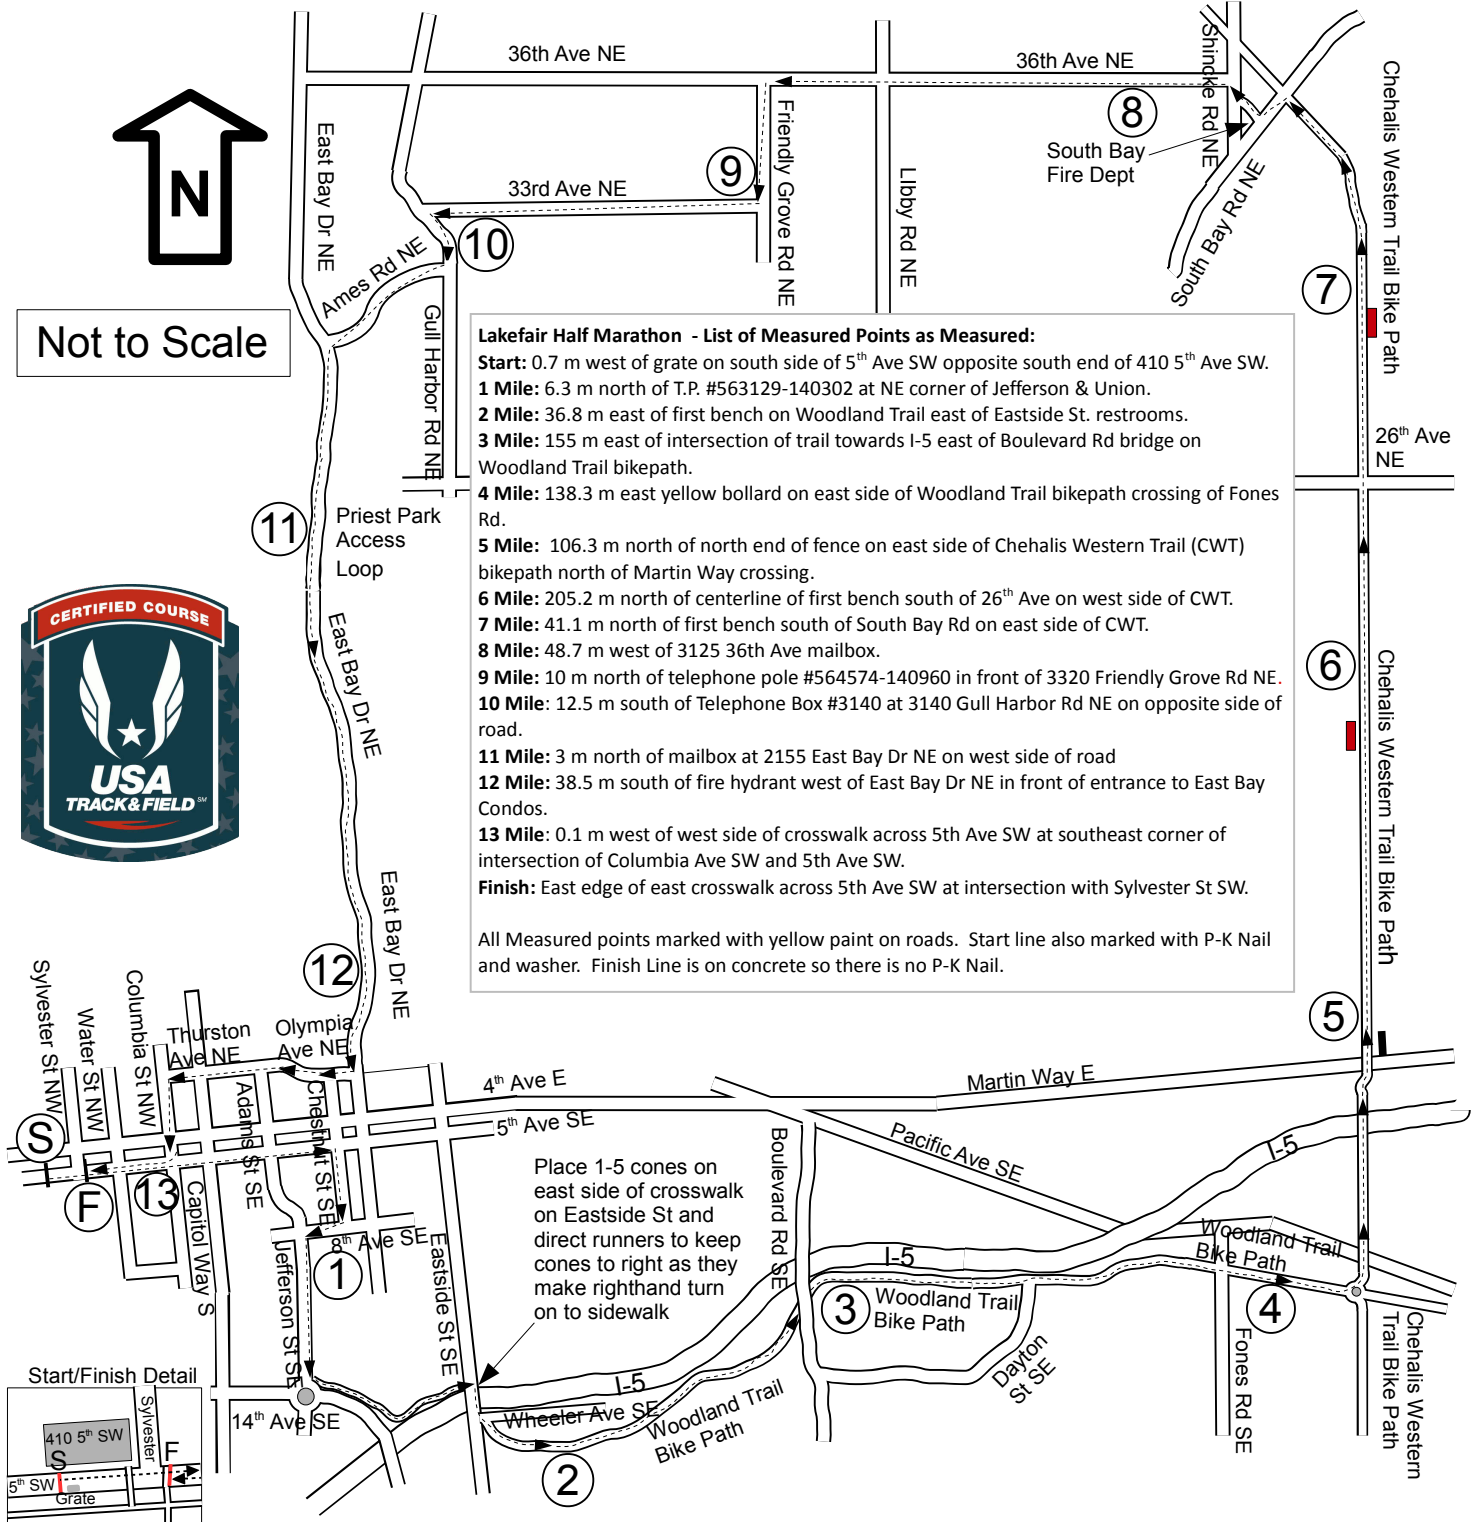 36th Ave NE
36th Ave NE
Shincke Rd NE
Chehalis Western Trail Bike Path
N
East Bay Dr NE
Friendly Grove Rd NE
8
South Bay
Fire Dept
9
33rd Ave NE
LIbby Rd NE
South Bay Rd NE
10
Ames Rd NE
7
Gull Harbor Rd NE
Not to Scale
Lakefair Half Marathon - List of Measured Points as Measured:
Start: 0.7 m west of grate on south side of 5th Ave SW opposite south end of 410 5th Ave SW.
1 Mile: 6.3 m north of T.P. #563129-140302 at NE corner of Jefferson & Union.
2 Mile: 36.8 m east of first bench on Woodland Trail east of Eastside St. restrooms.
3 Mile: 155 m east of intersection of trail towards I-5 east of Boulevard Rd bridge on
Woodland Trail bikepath.
4 Mile: 138.3 m east yellow bollard on east side of Woodland Trail bikepath crossing of Fones
Rd.
5 Mile: 106.3 m north of north end of fence on east side of Chehalis Western Trail (CWT)
bikepath north of Martin Way crossing.
6 Mile: 205.2 m north of centerline of first bench south of 26th Ave on west side of CWT.
7 Mile: 41.1 m north of first bench south of South Bay Rd on east side of CWT.
8 Mile: 48.7 m west of 3125 36th Ave mailbox.
9 Mile: 10 m north of telephone pole #564574-140960 in front of 3320 Friendly Grove Rd NE.
10 Mile: 12.5 m south of Telephone Box #3140 at 3140 Gull Harbor Rd NE on opposite side of
road.
11 Mile: 3 m north of mailbox at 2155 East Bay Dr NE on west side of road
12 Mile: 38.5 m south of fire hydrant west of East Bay Dr NE in front of entrance to East Bay
Condos.
13 Mile: 0.1 m west of west side of crosswalk across 5th Ave SW at southeast corner of
intersection of Columbia Ave SW and 5th Ave SW.
Finish: East edge of east crosswalk across 5th Ave SW at intersection with Sylvester St SW.
All Measured points marked with yellow paint on roads. Start line also marked with P-K Nail
and washer. Finish Line is on concrete so there is no P-K Nail.
26th Ave
NE
11
Priest Park
Access
Loop
CERTIFIED COURSE
USA
TRACK & FIELD SM
East Bay Dr NE
6
Chehalis Western Trail Bike Path
East Bay Dr NE
12
5
Sylvester St NW
Water St NW
Columbia St NW
Thurston
Ave NE
Olympia
Ave NE
4th Ave E
5th Ave SE
Martin Way E
Adams St SE
Chestnut St SE
S
F
13
Capitol Way S
Pacific Ave SE
I-5
Boulevard Rd SE
Place 1-5 cones on
east side of crosswalk
on Eastside St and
direct runners to keep
cones to right as they
make righthand turn
on to sidewalk
8th Ave SE
1
Jefferson St SE
Eastside St SE
I-5
Woodland Trail
Bike Path
3
Woodland Trail
Bike Path
4
Dayton
St SE
Fones Rd SE
Chehalis Western
Trail Bike Path
I-5
14th Ave SE
Wheeler Ave SE
Woodland Trail
Bike Path
2
Start/Finish Detail
Sylvester
410 5th SW
S
F
5th SW
Grate